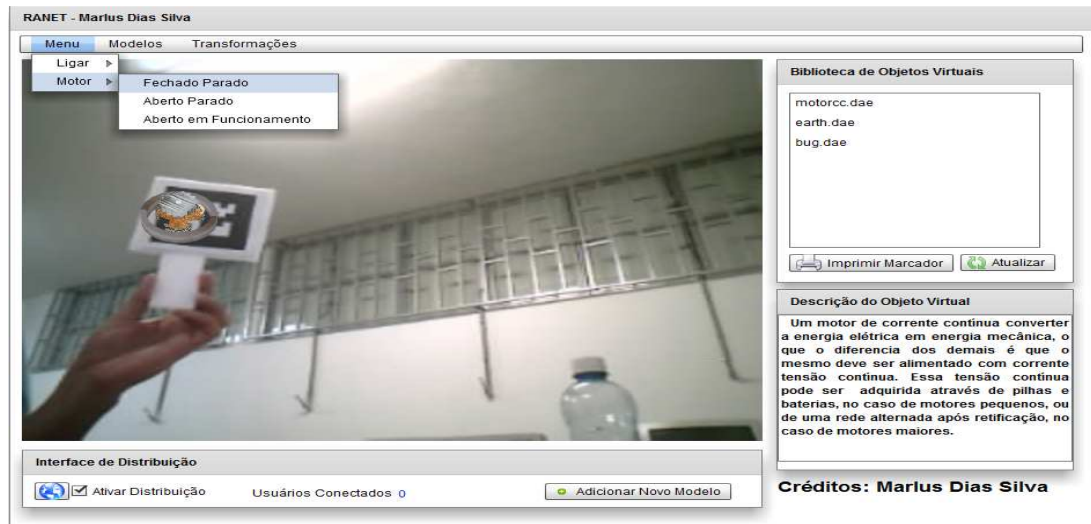 RANET - Marlus Dias Silva
Menu Modelos Transformações
Ligar
Motor
Fechado Parado
Aberto Parado
Aberto em Funcionamento
Biblioteca de Objetos Virtuais
motorcc.dae
earth.dae
bug.dae
Imprimir Marcador Atualizar
Descrição do Objeto Virtual
Um motor de corrente contínua converter
a energia elétrica em energia mecânica, o
que o diferencia dos demais é que o
mesmo deve ser alimentado com corrente
tensão contínua. Essa tensão contínua
pode ser adquirida através de pilhas e
baterias, no caso de motores pequenos, ou
de uma rede alternada após retificação, no
caso de motores maiores.
Interface de Distribuição
Ativar Distribuição Usuários Conectados 0 Adicionar Novo Modelo
Créditos: Marlus Dias Silva